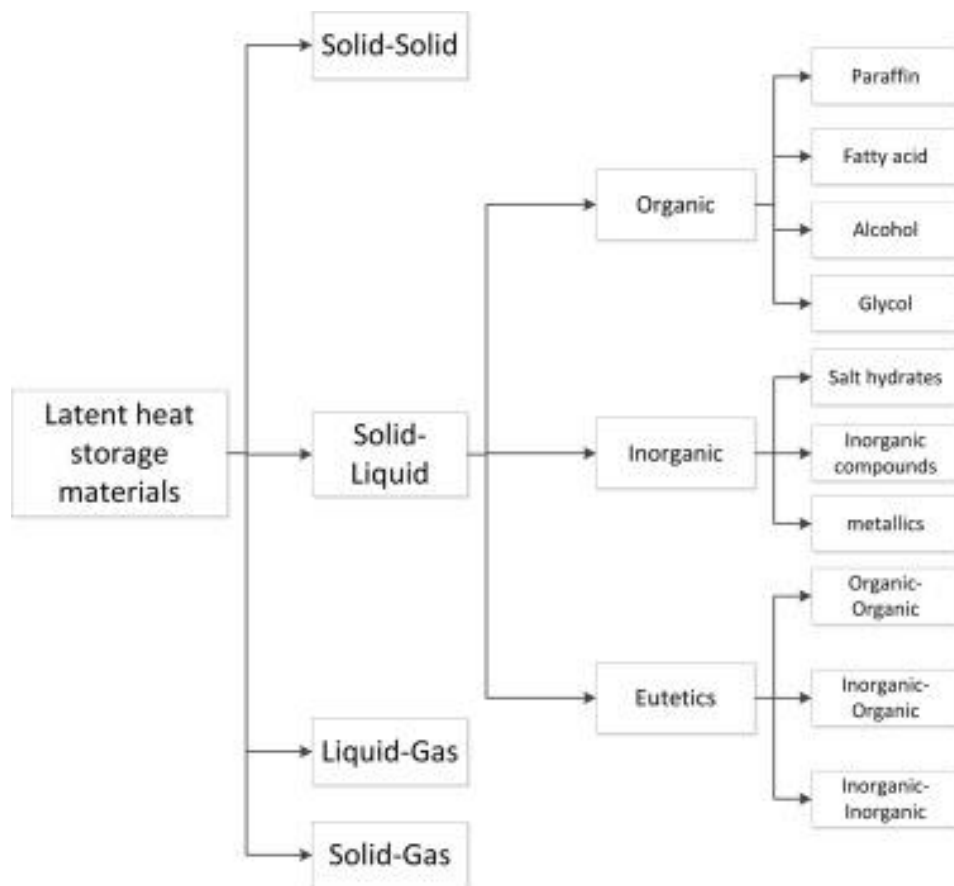 Solid-Solid
Paraffin
Fatty acid
Organic
Alcohol
Glycol
Latent heat
storage
materials
Solid-
Liquid
Inorganic
Salt hydrates
Inorganic
compounds
metallics
Organic-
Organic
Eutetics
Inorganic-
Organic
Inorganic-
Inorganic
Liquid-Gas
Solid-Gas